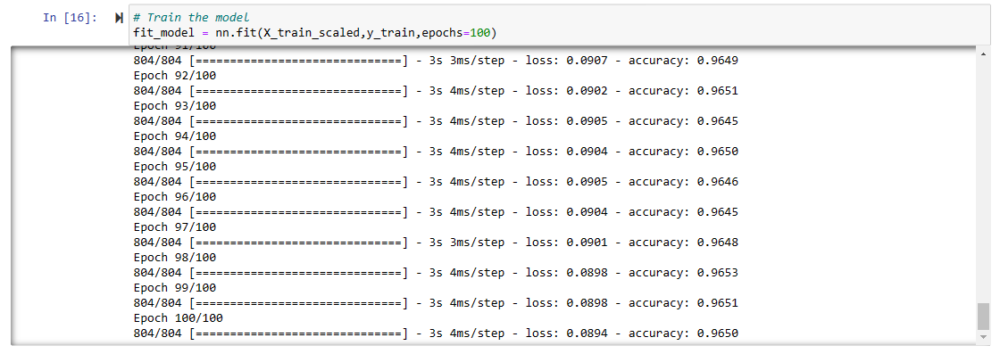 In [16]:
# Train the model
fit_model = nn.fit(X_train_scaled,y_train,epochs=100)
Epoch 91/100
804/804 [==============================] - 3s 3ms/step - loss: 0.0907 - accuracy: 0.9649
Epoch 92/100
804/804 [==============================] - 3s 4ms/step - loss: 0.0902 - accuracy: 0.9651
Epoch 93/100
804/804 [==============================] - 3s 4ms/step - loss: 0.0905 - accuracy: 0.9645
Epoch 94/100
804/804 [==============================] - 3s 4ms/step - loss: 0.0904 - accuracy: 0.9650
Epoch 95/100
804/804 [==============================] - 3s 4ms/step - loss: 0.0905 - accuracy: 0.9646
Epoch 96/100
804/804 [==============================] - 3s 4ms/step - loss: 0.0904 - accuracy: 0.9645
Epoch 97/100
804/804 [==============================] - 3s 3ms/step - loss: 0.0901 - accuracy: 0.9648
Epoch 98/100
804/804 [==============================] - 3s 4ms/step - loss: 0.0898 - accuracy: 0.9653
Epoch 99/100
804/804 [==============================] - 3s 4ms/step - loss: 0.0898 - accuracy: 0.9651
Epoch 100/100
804/804 [==============================] - 3s 4ms/step - loss: 0.0894 - accuracy: 0.9650